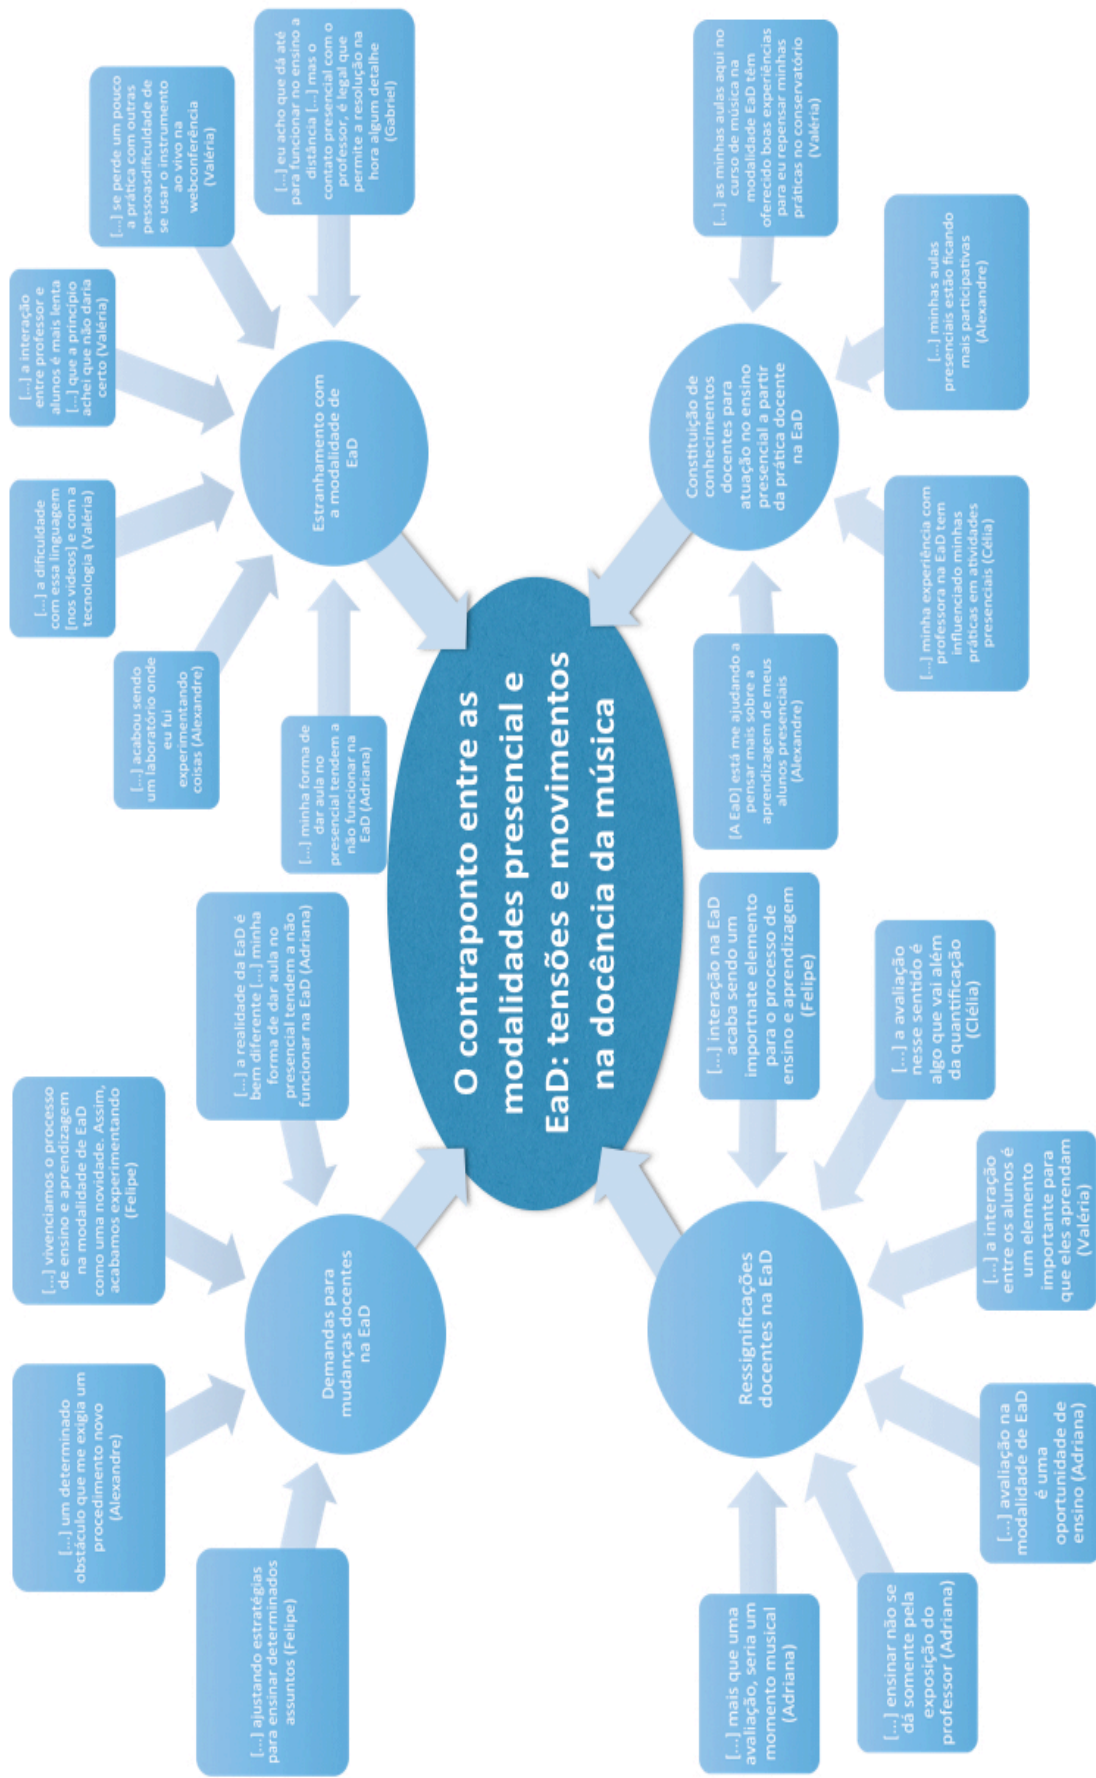 [...] ajustando estratégias
para ensinar determinados
assuntos (Felipe)
[...] um determinado
obstáculo que me exigia um
procedimento novo
(Alexandre)
[...] vivenciamos o processo
de ensino e aprendizagem
na modalidade de EaD
como uma novidade. Assim,
acabamos experimentando
(Felipe)
[...] a realidade da EaD é
bem diferente [...] minha
forma de dar aula no
presencial tendem a não
funcionar na EaD (Adriana)
Demandas para
mudanças docentes
na EaD
[...] minha forma de
dar aula no
presencial tendem a
não funcionar na
EaD (Adriana)
[...] acabou sendo
um laboratório onde
eu fui
experimentando
coisas (Alexandre)
[...] a dificuldade
com essa linguagem
[nos videos] e com a
tecnologia (Valéria)
[...] a interação
entre professor e
alunos é mais lenta
[...] que a princípio
achei que não daria
certo (Valéria)
[...] se perde um pouco
a prática com outras
pessoasdificuldade de
se usar o instrumento
ao vivo na
webconferência
(Valéria)
[...] eu acho que dá até
para funcionar no ensino a
distância [...] mas o
contato presencial com o
professor, é legal que
permite a resolução na
hora algum detalhe
(Gabriel)
Estranhamento com
a modalidade de
EaD
O contraponto entre as
modalidades presencial e
EaD: tensões e movimentos
na docência da música
Ressignificações
docentes na EaD
[...] mais que uma
avaliação, seria um
momento musical
(Adriana)
[...] ensinar não se
dá somente pela
exposição do
professor (Adriana)
[...] avaliação na
modalidade de EaD
é uma
oportunidade de
ensino (Adriana)
[...] a interação
entre os alunos é
um elemento
importante para
que eles aprendam
(Valéria)
[...] a avaliação
nesse sentido é
algo que vai além
da quantificação
(Clélia)
[...] interação na EaD
acaba sendo um
importnate elemento
para o processo de
ensino e aprendizagem
(Felipe)
Constituição de
conhecimentos
docentes para
atuação no ensino
presencial a partir
da prática docente
na EaD
[A EaD] está me ajudando a
pensar mais sobre a
aprendizagem de meus
alunos presenciais
(Alexandre)
[...] minha experiência com
professora na EaD tem
influenciado minhas
práticas em atividades
presenciais (Célia)
[...] minhas aulas
presenciais estão ficando
mais participativas
(Alexandre)
[...] as minhas aulas aqui no
curso de música na
modalidade EaD têm
oferecido boas experiências
para eu repensar minhas
práticas no conservatório
(Valéria)